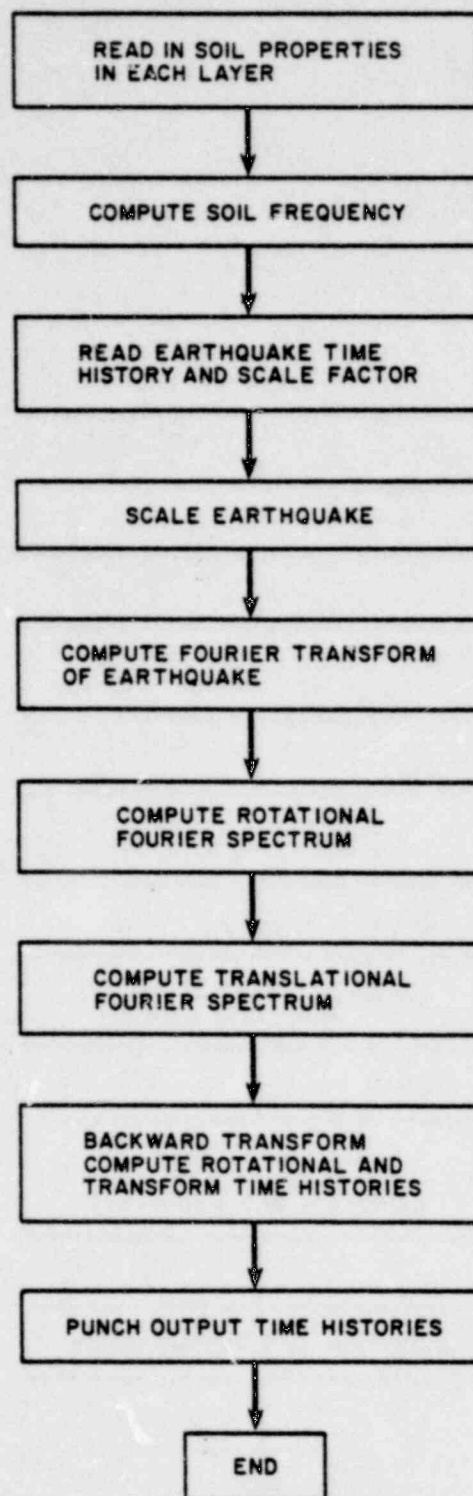 READ IN SOIL PROPERTIES
IN EACH LAYER
COMPUTE SOIL FREQUENCY
READ EARTHQUAKE TIME
HISTORY AND SCALE FACTOR
SCALE EARTHQUAKE
COMPUTE FOURIER TRANSFORM
OF EARTHQUAKE
COMPUTE ROTATIONAL
FOURIER SPECTRUM
COMPUTE TRANSLATIONAL
FOURIER SPECTRUM
BACKWARD TRANSFORM
COMPUTE ROTATIONAL AND
TRANSFORM TIME HISTORIES
PUNCH OUTPUT TIME HISTORIES
END